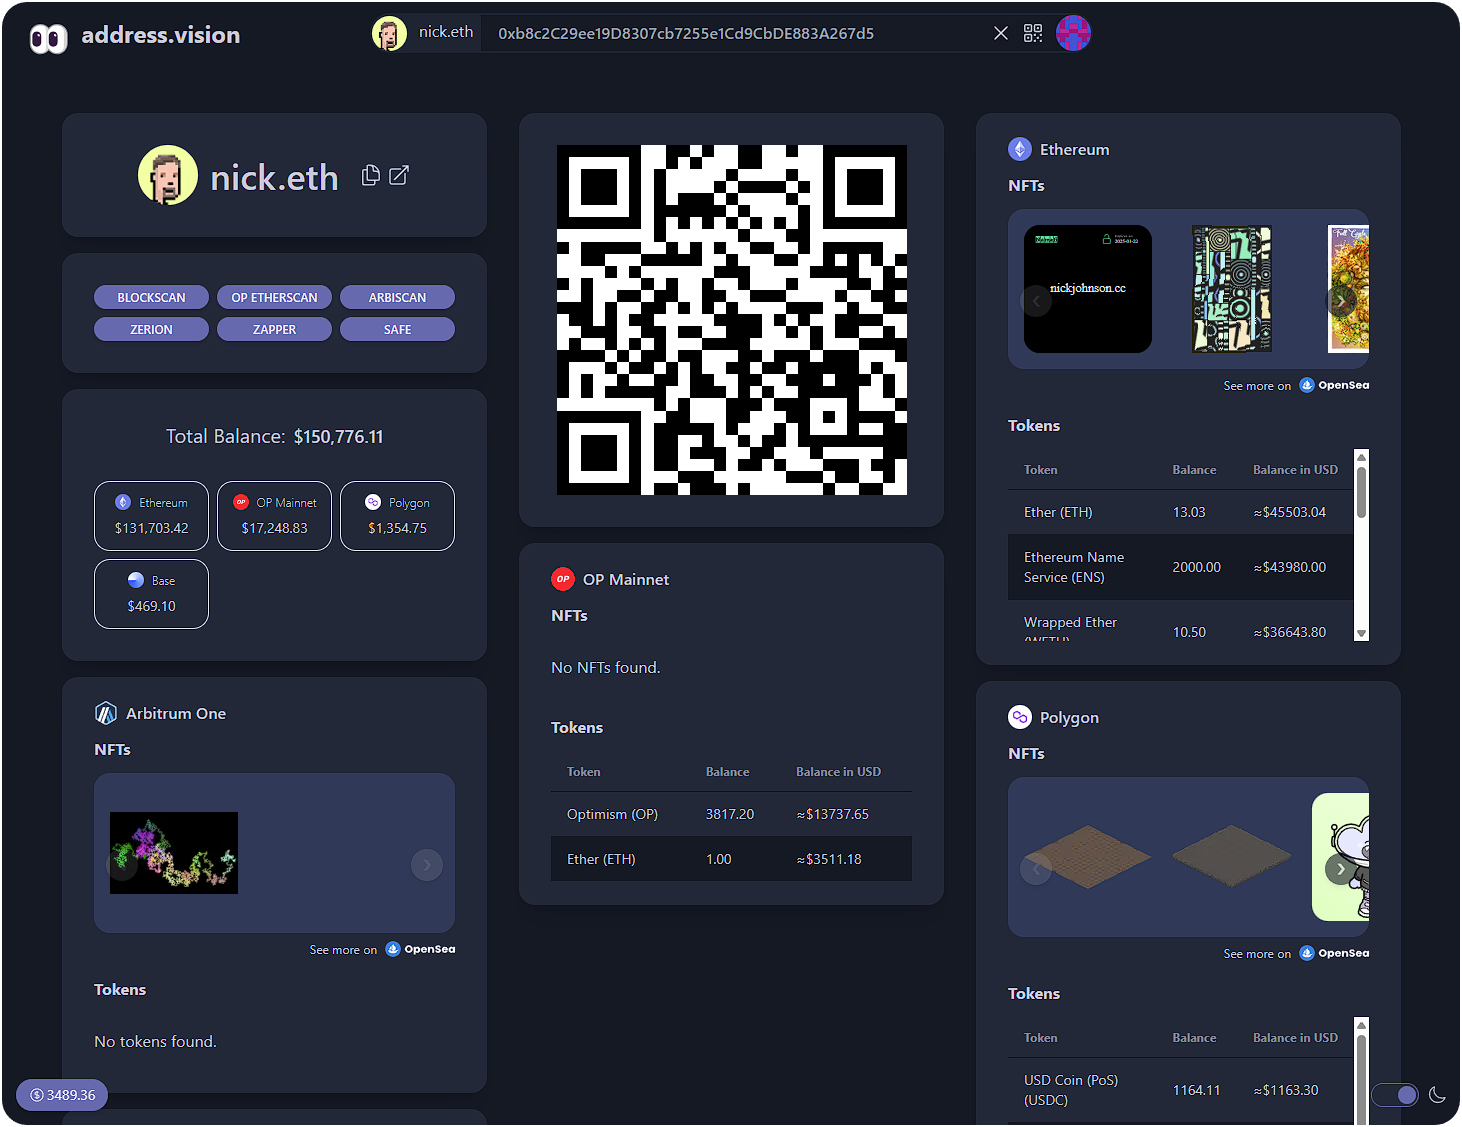 address.vision
nick.eth
0xb8c2C29ee19D8307cb7255e1Cd9CbDE883A267d5
nick.eth
BLOCKSCAN
OP ETHERSCAN
ARBISCAN
ZERION
ZAPPER
SAFE
Total Balance: $150,776.11
Ethereum
$131,703.42
OP Mainnet
$17,248.83
Polygon
$1,354.75
Base
$469.10
Arbitrum One
NFTs
See more on OpenSea
Tokens
No tokens found.
3489.36
OP Mainnet
NFTs
No NFTs found.
Tokens
Token Balance Balance in USD
Optimism (OP) 3817.20 ≈$13737.65
Ether (ETH) 1.00 ≈$3511.18
Ethereum
NFTs
2025-01-23
nickjohnson.cc
See more on OpenSea
Tokens
Token Balance Balance in USD
Ether (ETH) 13.03 ≈$45503.04
Ethereum Name
Service (ENS) 2000.00 ≈$43980.00
Wrapped Ether
(WETH) 10.50 ≈$36643.80
Polygon
NFTs
See more on OpenSea
Tokens
Token Balance Balance in USD
USD Coin (PoS)
(USDC) 1164.11 ≈$1163.30